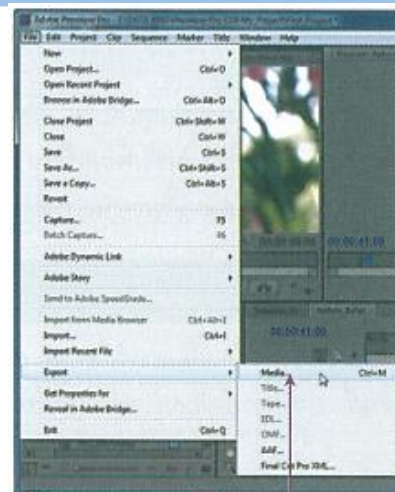 Adobe Premiere Pro
File Edit Project Clip Sequence Marker Title Window Help
New
Open Project... Ctrl+O
Open Recent Project
Browse in Adobe Bridge... Ctrl+Alt+O
Close Project Ctrl+Shift+W
Close Ctrl+W
Save Ctrl+S
Save As... Ctrl+Shift+S
Save a Copy... Ctrl+Alt+S
Revert
Capture... F5
Batch Capture... F6
Adobe Dynamic Link
Adobe Story
Send to Adobe SpeedGrade...
Import from Media Browser Ctrl+Alt+I
Import... Ctrl+I
Import Recent File
Export
Get Properties for
Reveal in Adobe Bridge...
Exit Ctrl+Q
Media... Ctrl+M
Title...
Tape...
EDL...
OMF...
AAF...
Final Cut Pro XML...
00:00:41:00
00:00:41:00